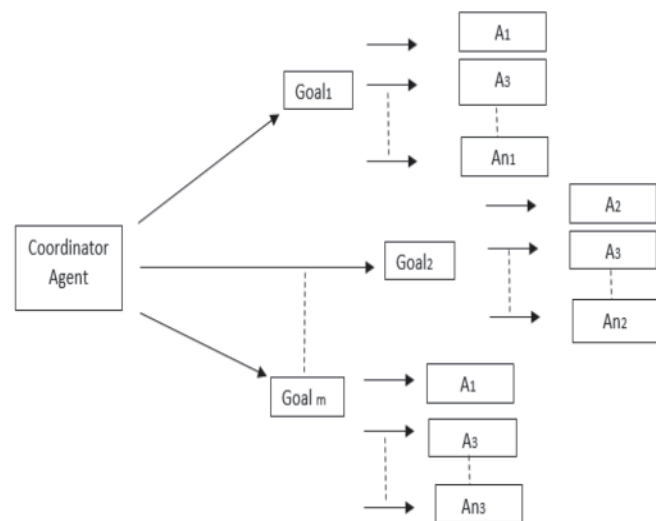 A1
Goal1
A3
An1
A2
Coordinator
Agent
Goal2
A3
An2
Goal m
A1
A3
An3